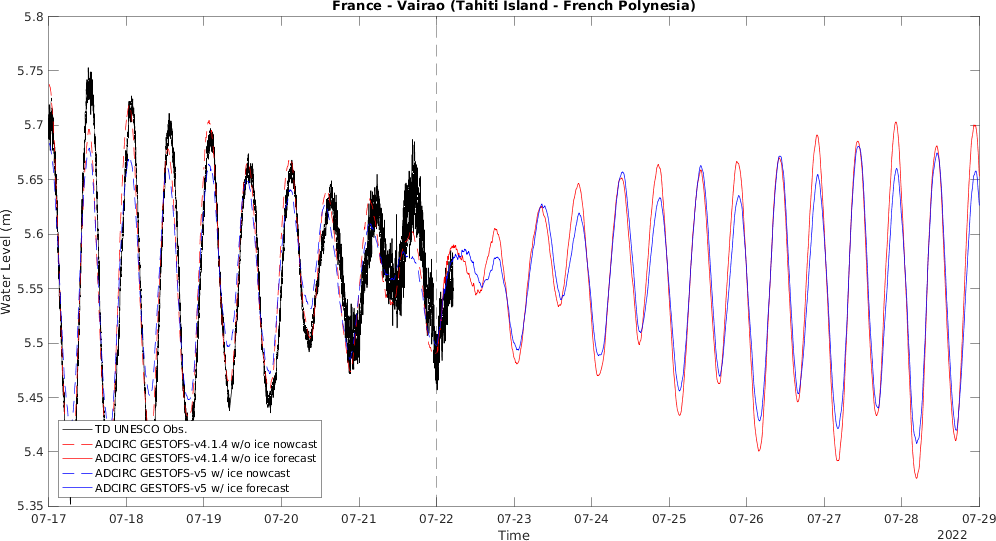 France - Vairao (Tahiti Island - French Polynesia)
5.8
5.75
5.7
5.65
5.6
5.55
5.5
5.45
5.4
5.35
Water Level (m)
TD UNESCO Obs.
ADCIRC GESTOFS-v4.1.4 w/o ice nowcast
ADCIRC GESTOFS-v4.1.4 w/o ice forecast
ADCIRC GESTOFS-v5 w/ ice nowcast
ADCIRC GESTOFS-v5 w/ ice forecast
07-17 07-18 07-19 07-20 07-21 07-22 07-23 07-24 07-25 07-26 07-27 07-28 07-29
Time
2022